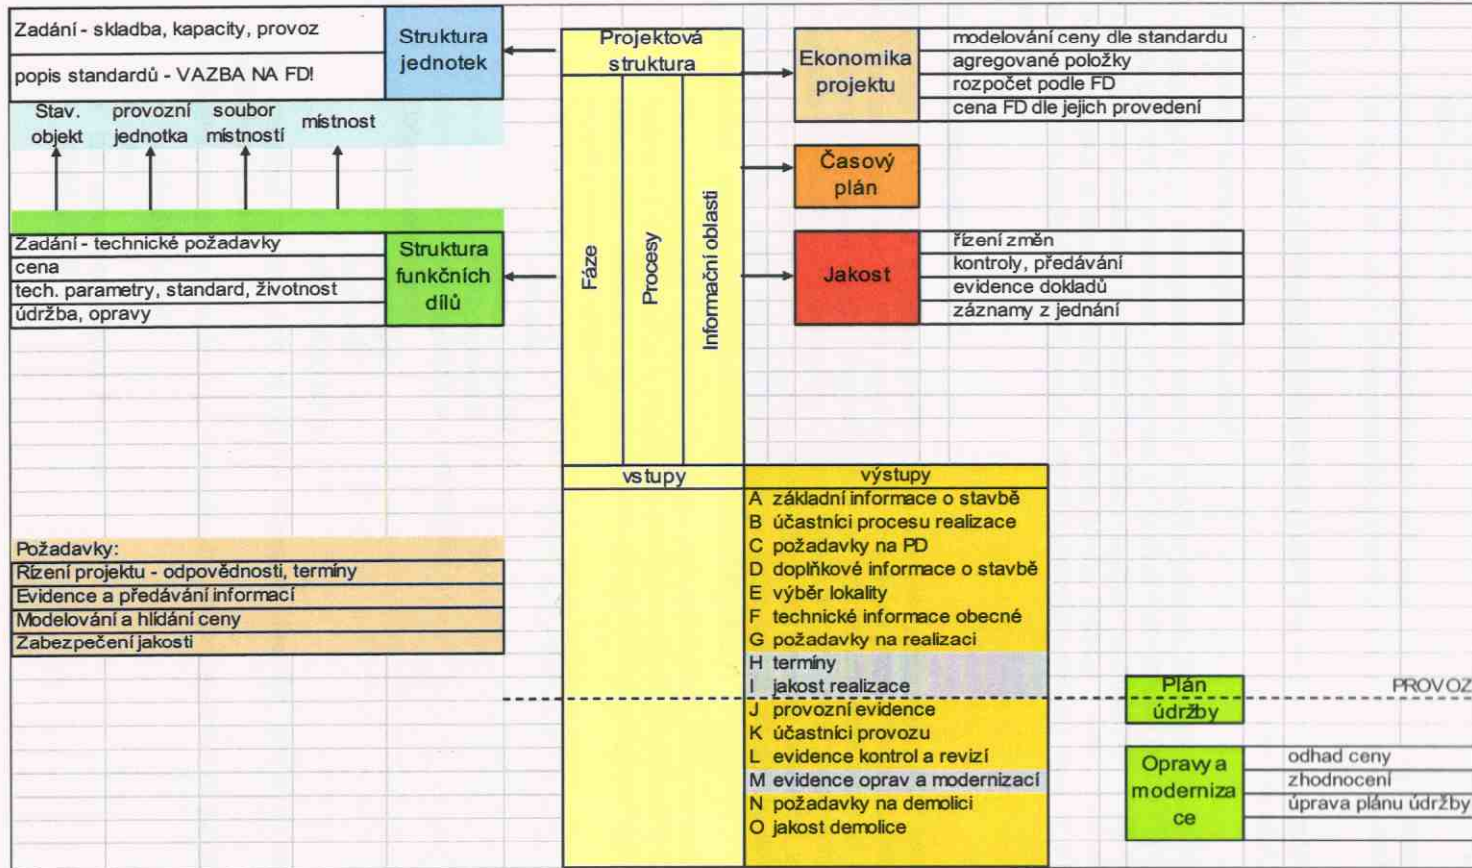 Zadání - skladba, kapacity, provoz
popis standardů - VAZBA NA FD!
Struktura
jednotek
Stav.
objekt
provozní
jednotka
soubor
místností
místnost
Zadání - technické požadavky
cena
tech. parametry, standard, životnost
údržba, opravy
Struktura
funkčních
dílů
Projektová
struktura
Fáze
Procesy
Informační oblasti
Ekonomika
projektu
modelování ceny dle standardu
agregované položky
rozpočet podle FD
cena FD dle jejich provedení
Časový
plán
Jakost
řízení změn
kontroly, předávání
evidence dokladů
záznamy z jednání
vstupy
výstupy
A základní informace o stavbě
B účastníci procesu realizace
C požadavky na PD
D doplňkové informace o stavbě
E výběr lokality
F technické informace obecné
G požadavky na realizaci
H termíny
I jakost realizace
J provozní evidence
K účastníci provozu
L evidence kontrol a revizí
M evidence oprav a modernizací
N požadavky na demolici
O jakost demolice
Požadavky:
Řízení projektu - odpovědnosti, termíny
Evidence a předávání informací
Modelování a hlídání ceny
Zabezpečení jakosti
Plán
údržby
PROVOZ
Opravy a
moderniza
ce
odhad ceny
zhodnocení
úprava plánu údržby